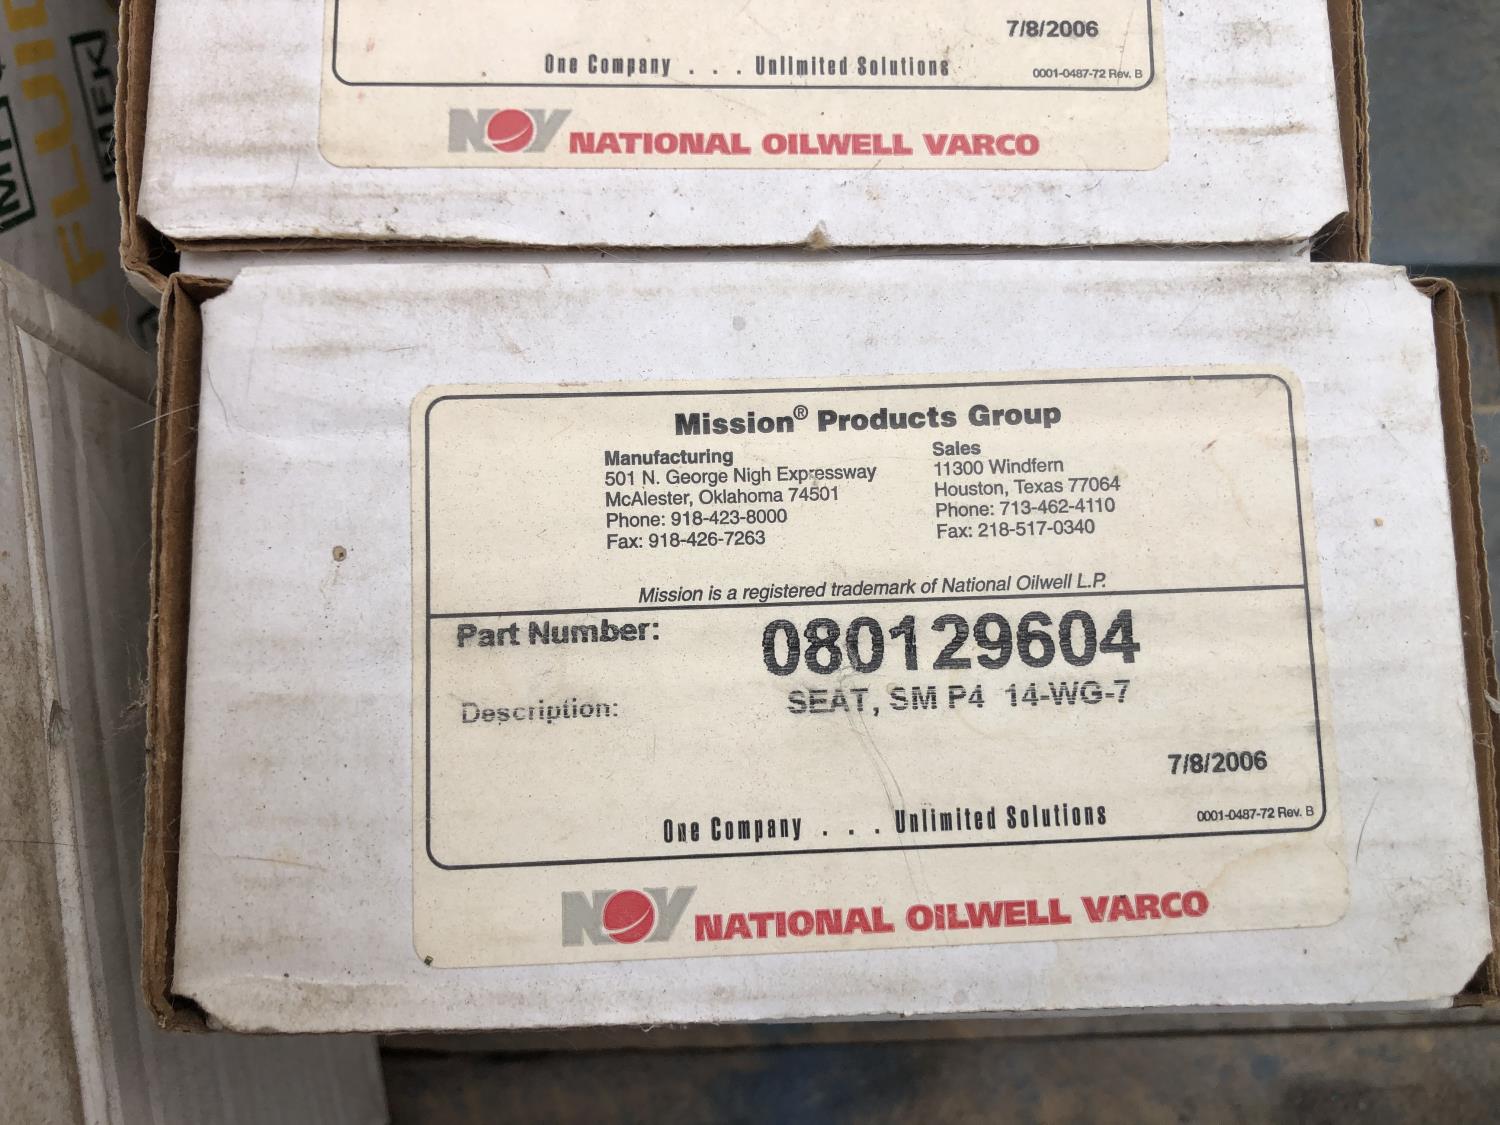 7/8/2006
One Company . . . Unlimited Solutions
0001-0487-72 Rev. B
NOV NATIONAL OILWELL VARCO
FLUID
Mission® Products Group
Manufacturing
501 N. George Nigh Expressway
McAlester, Oklahoma 74501
Phone: 918-423-8000
Fax: 918-426-7263
Sales
11300 Windfern
Houston, Texas 77064
Phone: 713-462-4110
Fax: 218-517-0340
Mission is a registered trademark of National Oilwell L.P.
Part Number: 080129604
Description: SEAT, SM P4 14-WG-7
7/8/2006
One Company . . . Unlimited Solutions
0001-0487-72 Rev. B
NOV NATIONAL OILWELL VARCO